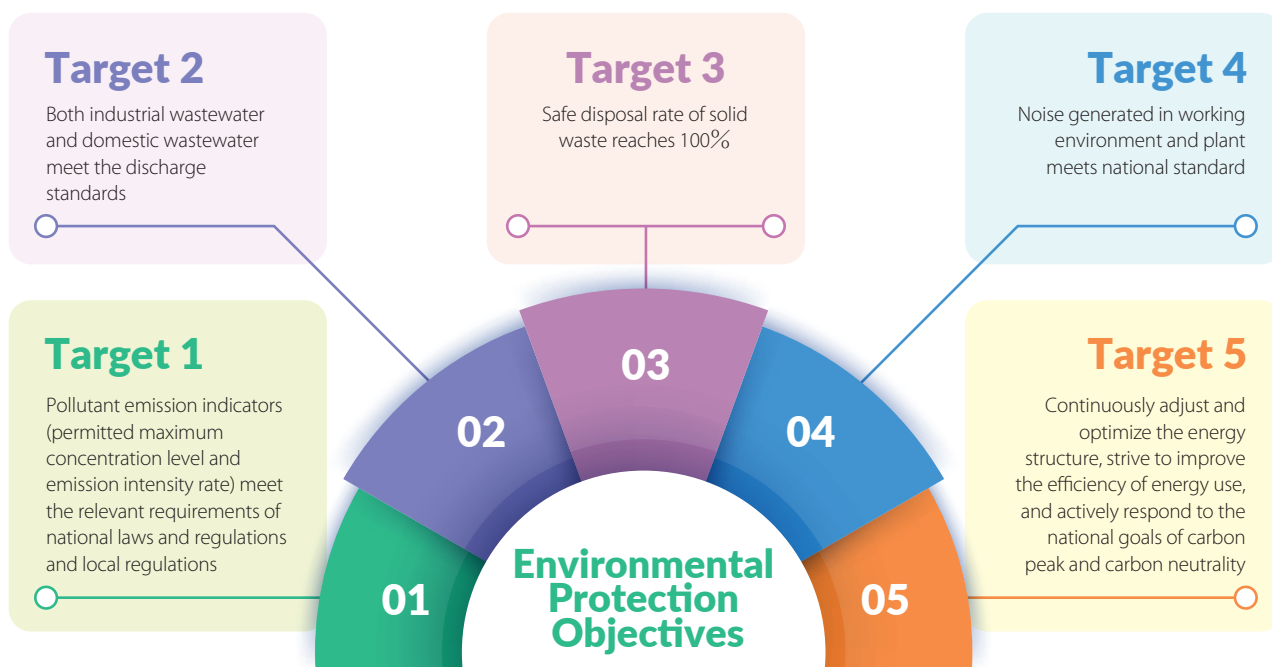 Target 1
Pollutant emission indicators
(permitted maximum
concentration level and
emission intensity rate) meet
the relevant requirements of
national laws and regulations
and local regulations
Target 2
Both industrial wastewater
and domestic wastewater
meet the discharge
standards
Target 3
Safe disposal rate of solid
waste reaches 100%
Target 4
Noise generated in working
environment and plant
meets national standard
Target 5
Continuously adjust and
optimize the energy
structure, strive to improve
the efficiency of energy use,
and actively respond to the
national goals of carbon
peak and carbon neutrality
01
02
03
04
05
Environmental
Protection
Objectives